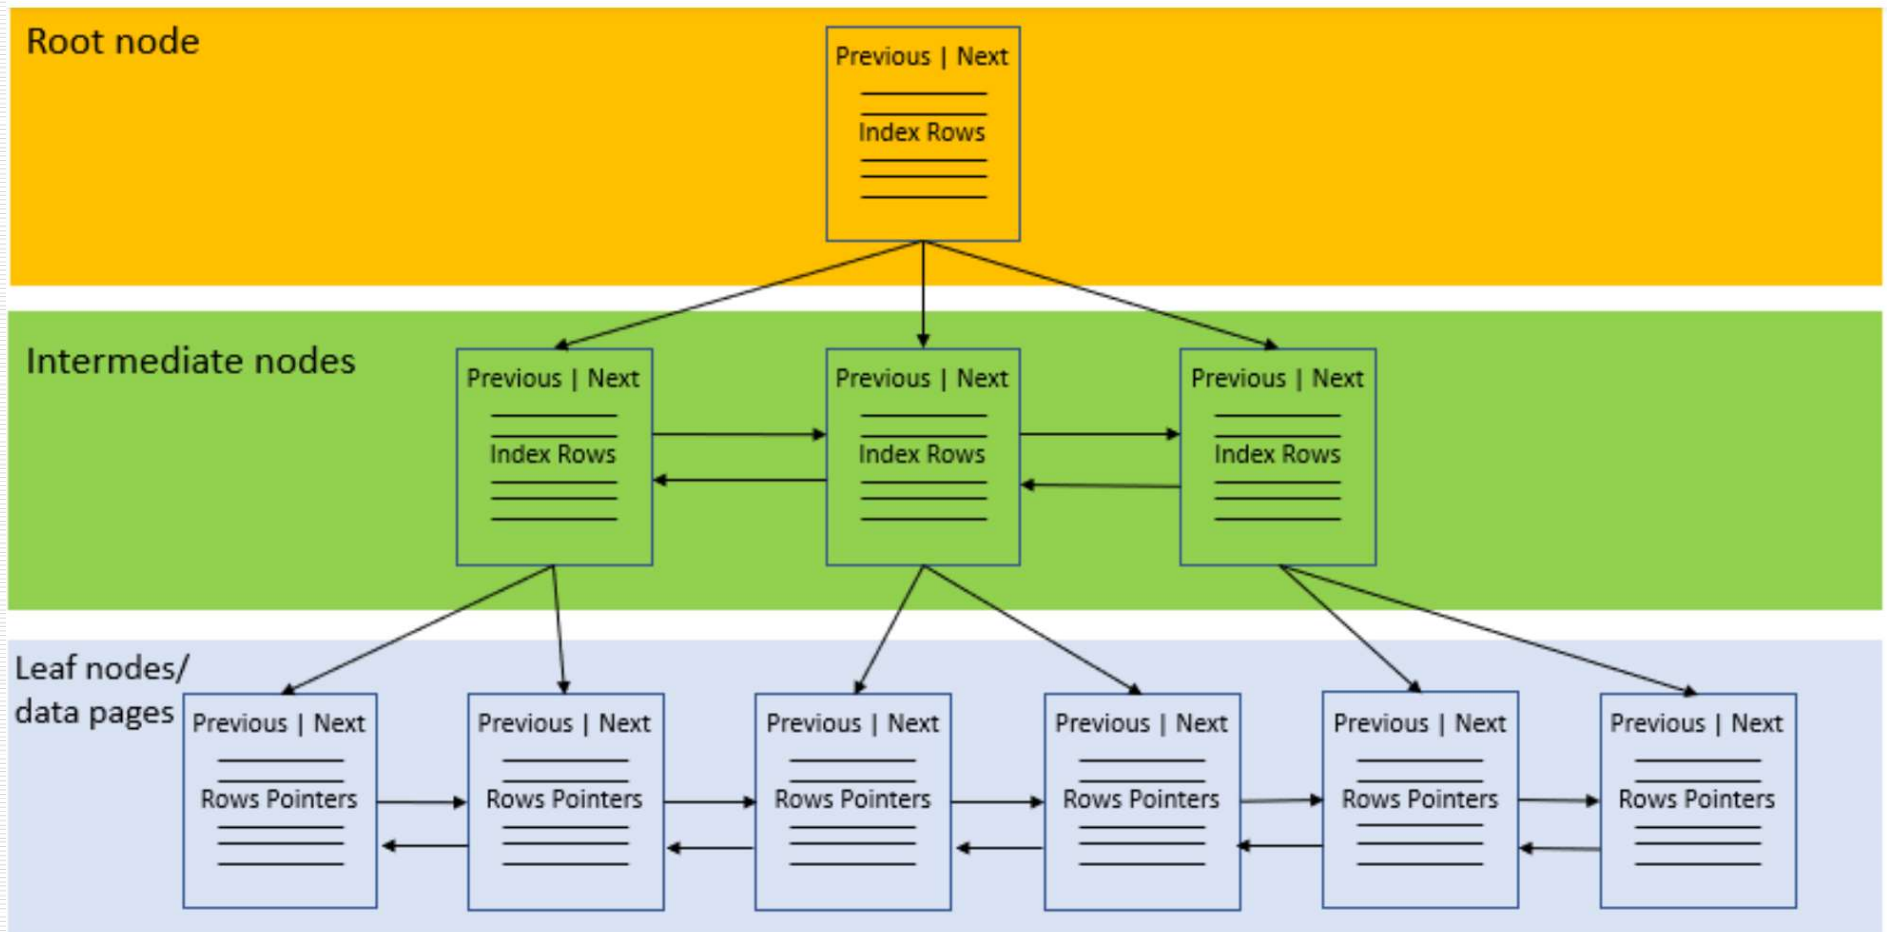 Root node
Previous | Next
Index Rows
Intermediate nodes
Previous | Next
Index Rows
Previous | Next
Index Rows
Previous | Next
Index Rows
Leaf nodes/
data pages
Previous | Next
Rows Pointers
Previous | Next
Rows Pointers
Previous | Next
Rows Pointers
Previous | Next
Rows Pointers
Previous | Next
Rows Pointers
Previous | Next
Rows Pointers